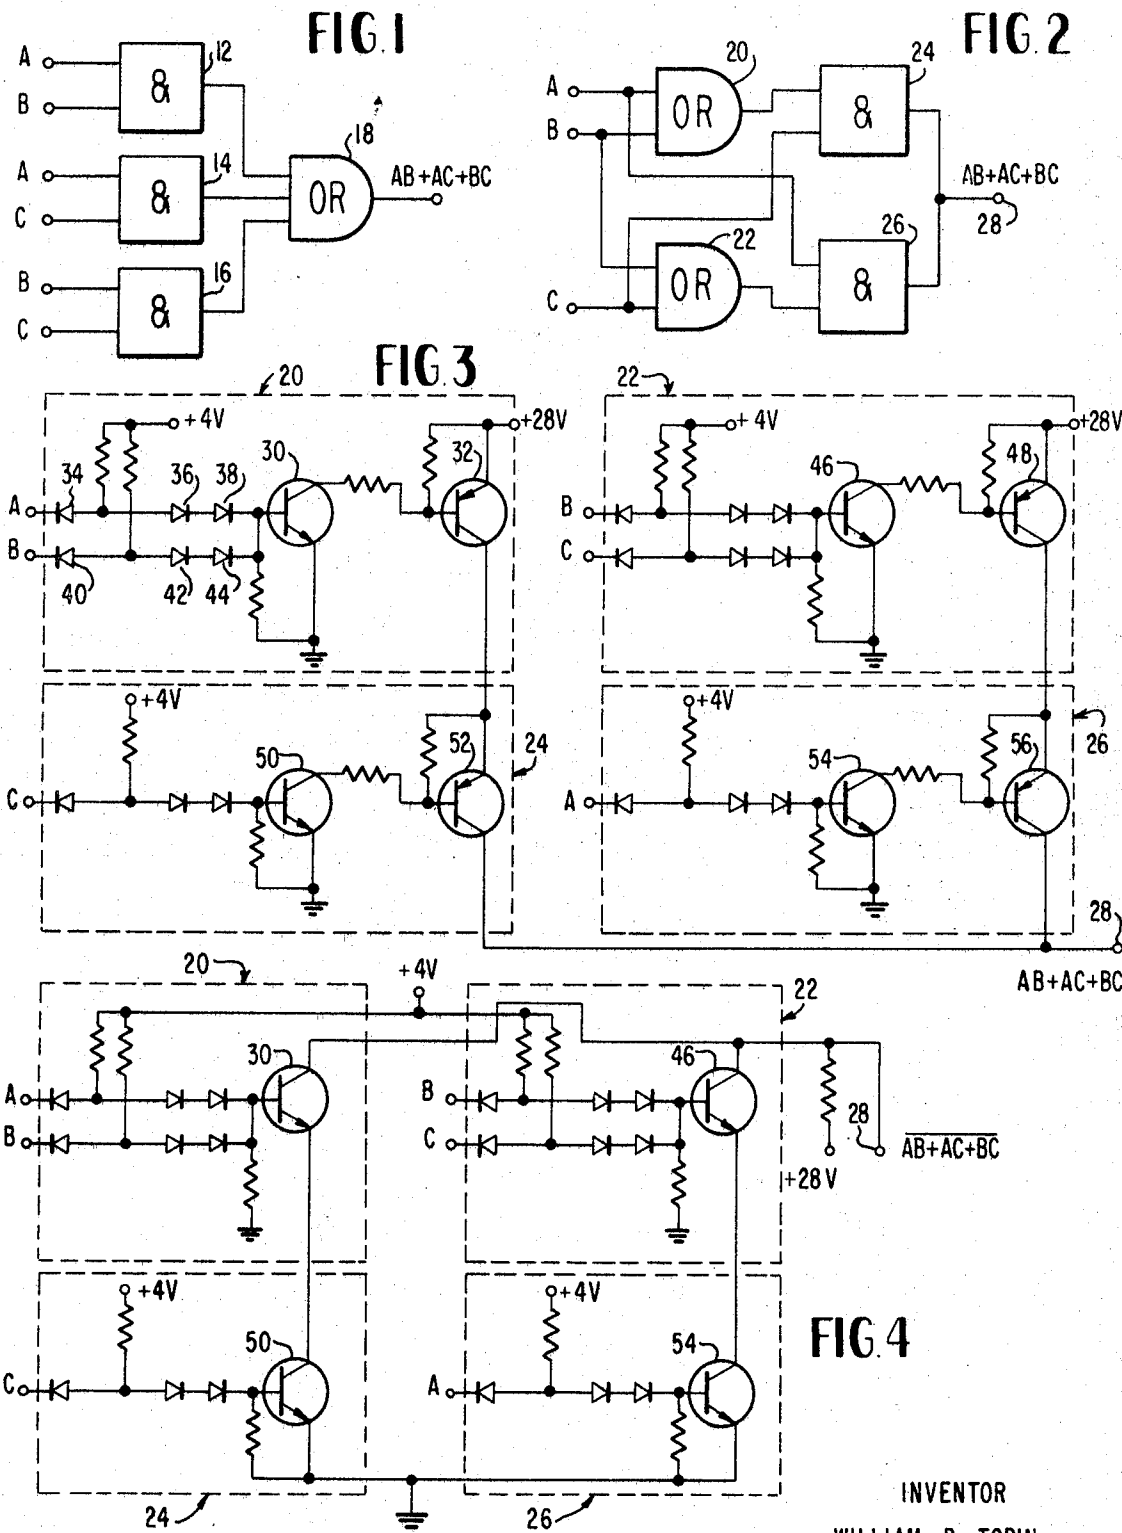 FIG.1
A
12
&
B
18
A
14
&
OR
AB+AC+BC
C
B
16
&
C
FIG.2
20
24
A
OR
&
B
AB+AC+BC
28
22
26
OR
&
C
FIG.3
20
+4V
+28V
34
36
38
30
32
A
B
40
42
44
22
+4V
+28V
46
48
B
C
+4V
50
52
24
C
+4V
54
56
26
A
28
AB+AC+BC
20
+4V
22
30
46
A
B
B
C
28
AB+AC+BC
+28V
+4V
50
C
24
+4V
54
A
26
FIG.4
INVENTOR